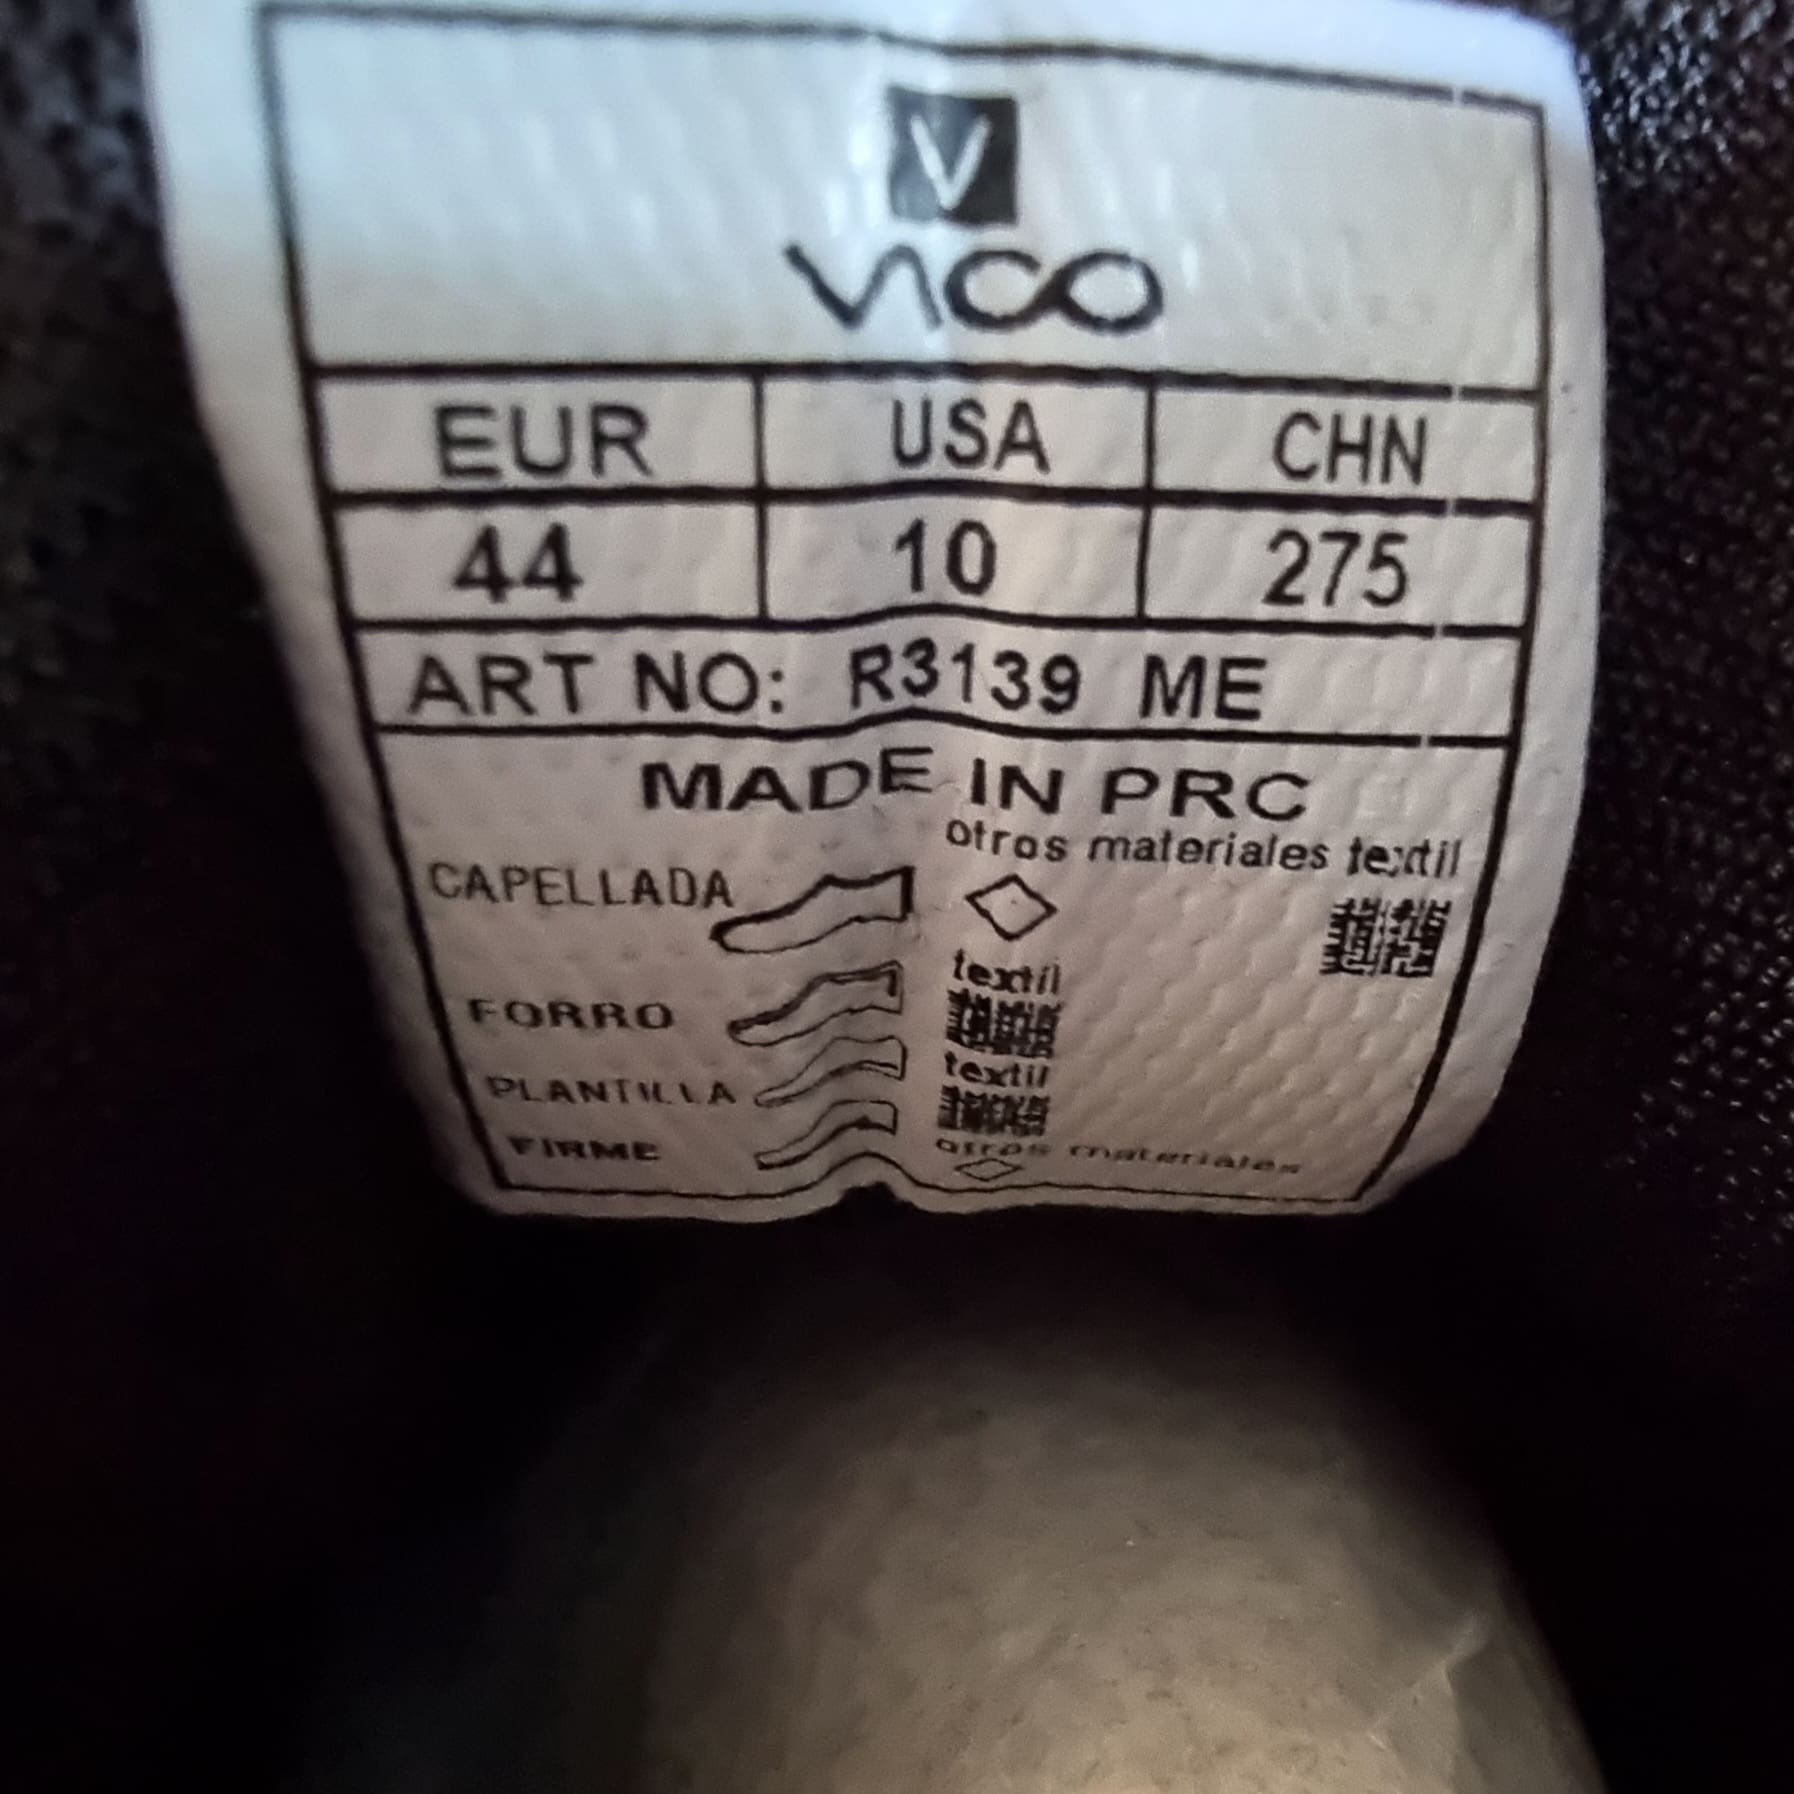 V
VICO
EUR USA CHN
44 10 275
ART NO: R3139 ME
MADE IN PRC
otros materiales textil
CAPELLADA
textil
FORRO
textil
PLANTILLA
otros materiales
FIRME